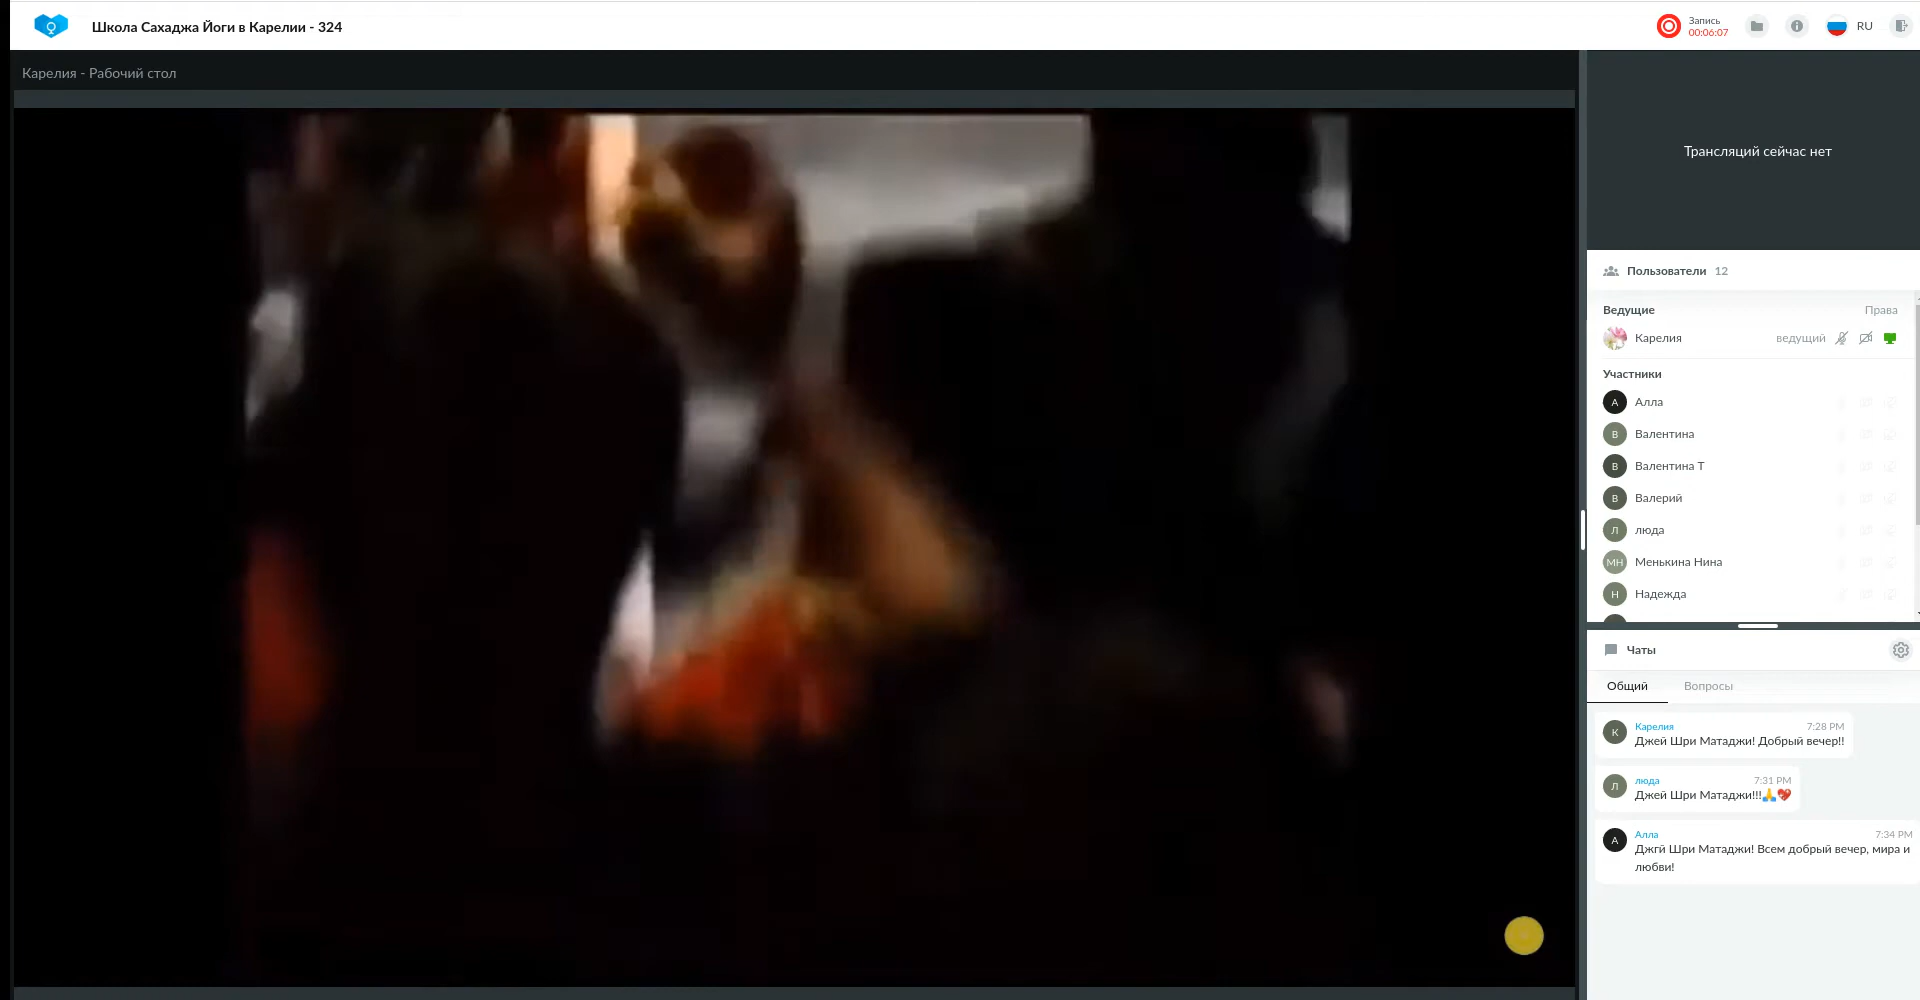 Школа Сахаджа Йоги в Карелии - 324
Запись
00:06:07
RU
Карелия - Рабочий стол
Трансляций сейчас нет
Пользователи 12
Ведущие Права
Карелия ведущий
Участники
А Алла
В Валентина
В Валентина Т
В Валерий
Л люда
МН Менькина Нина
Н Надежда
Чаты
Общий Вопросы
К Карелия 7:28 PM
Джей Шри Матаджи! Добрый вечер!!
Л люда 7:31 PM
Джей Шри Матаджи!!!🙏💖
А Алла 7:34 PM
Джгй Шри Матаджи! Всем добрый вечер, мира и
любви!